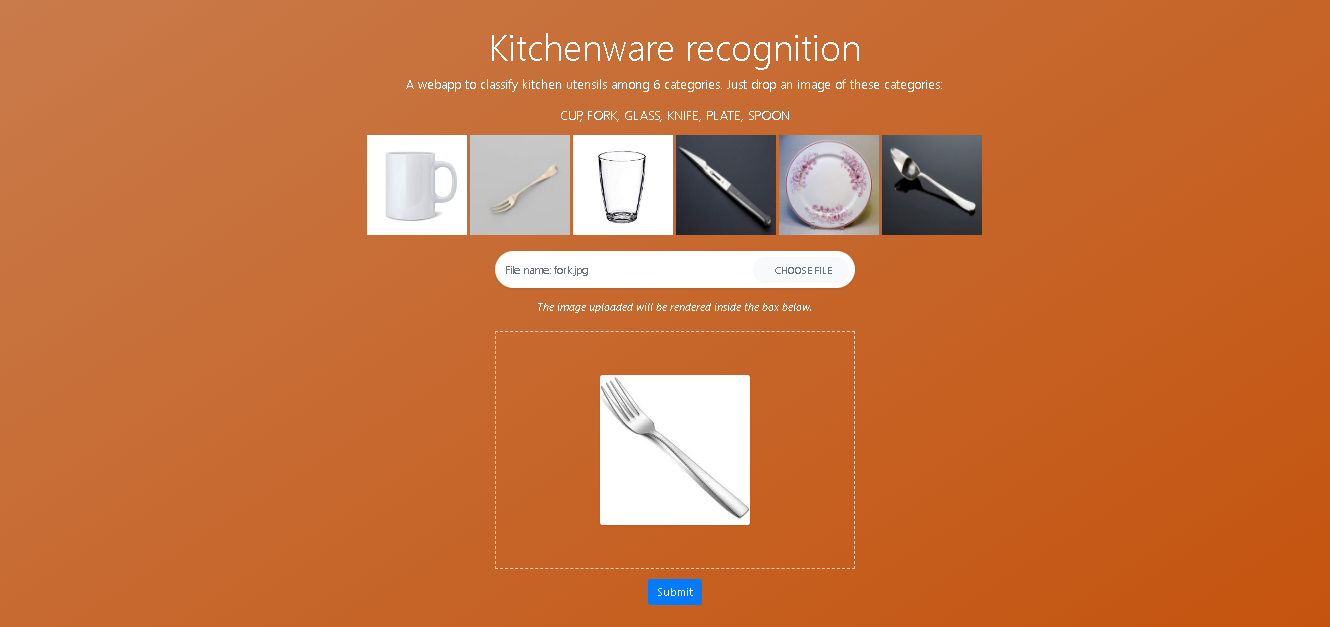 Kitchenware recognition
A webapp to classify kitchen utensils among 6 categories. Just drop an image of these categories:
CUP, FORK, GLASS, KNIFE, PLATE, SPOON
File name: fork.jpg CHOOSE FILE
The image uploaded will be rendered inside the box below.
Submit